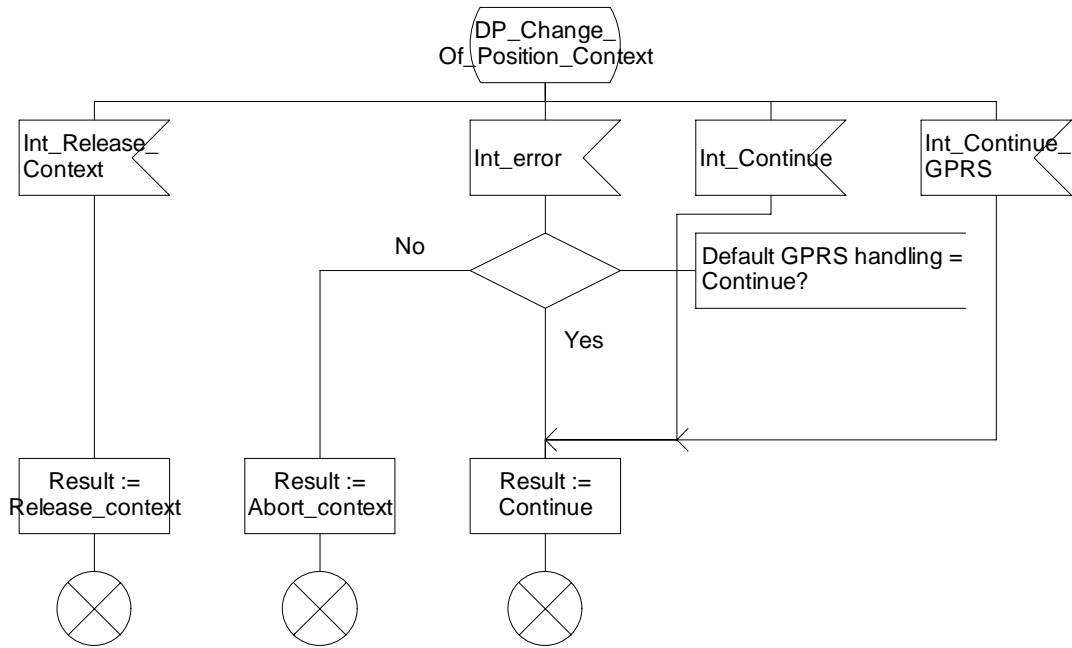 DP_Change_
Of_Position_Context
Int_Release_
Context
Int_error
Int_Continue
Int_Continue_
GPRS
No
Default GPRS handling =
Continue?
Yes
Result :=
Release_context
Result :=
Abort_context
Result :=
Continue